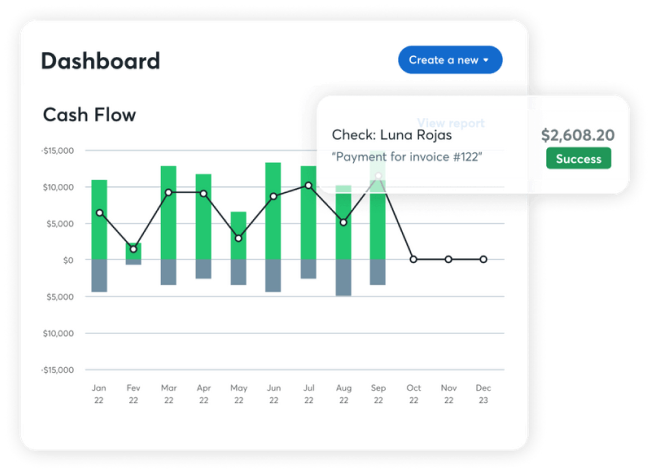 Dashboard
Create a new
Cash Flow
View report
Check: Luna Rojas
$2,608.20
"Payment for invoice #122"
Success
-$15,000
$10,000
$5,000
$0
$5,000
$10,000
-$15,000
Jan Fev Mar Apr May Jun Jul Aug Sep Oct Nov Dec
22 22 22 22 22 22 22 22 22 22 22 23